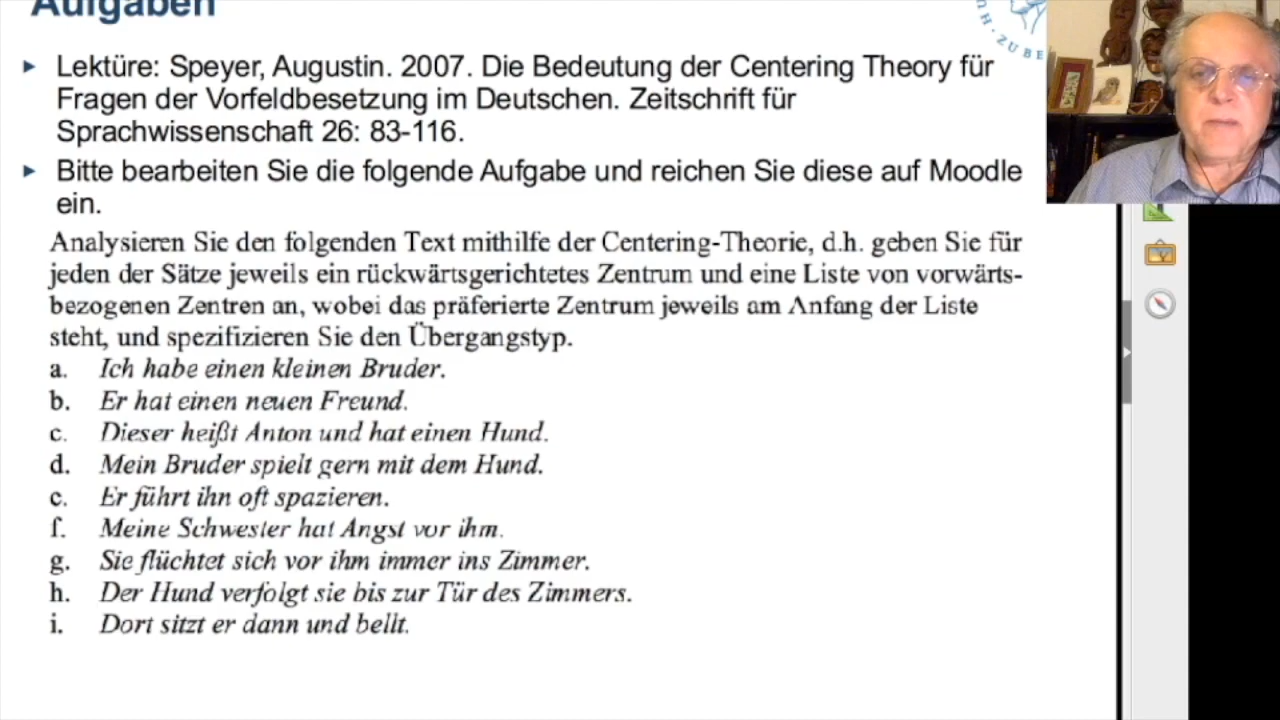 Aufgaben
► Lektüre: Speyer, Augustin. 2007. Die Bedeutung der Centering Theory für
Fragen der Vorfeldbesetzung im Deutschen. Zeitschrift für
Sprachwissenschaft 26: 83-116.
► Bitte bearbeiten Sie die folgende Aufgabe und reichen Sie diese auf Moodle
ein.
Analysieren Sie den folgenden Text mithilfe der Centering-Theorie, d.h. geben Sie für
jeden der Sätze jeweils ein rückwärtsgerichtetes Zentrum und eine Liste von vorwärts-
bezogenen Zentren an, wobei das präferierte Zentrum jeweils am Anfang der Liste
steht, und spezifizieren Sie den Übergangstyp.
a. Ich habe einen kleinen Bruder.
b. Er hat einen neuen Freund.
c. Dieser heißt Anton und hat einen Hund.
d. Mein Bruder spielt gern mit dem Hund.
e. Er führt ihn oft spazieren.
f. Meine Schwester hat Angst vor ihm.
g. Sie flüchtet sich vor ihm immer ins Zimmer.
h. Der Hund verfolgt sie bis zur Tür des Zimmers.
i. Dort sitzt er dann und bellt.